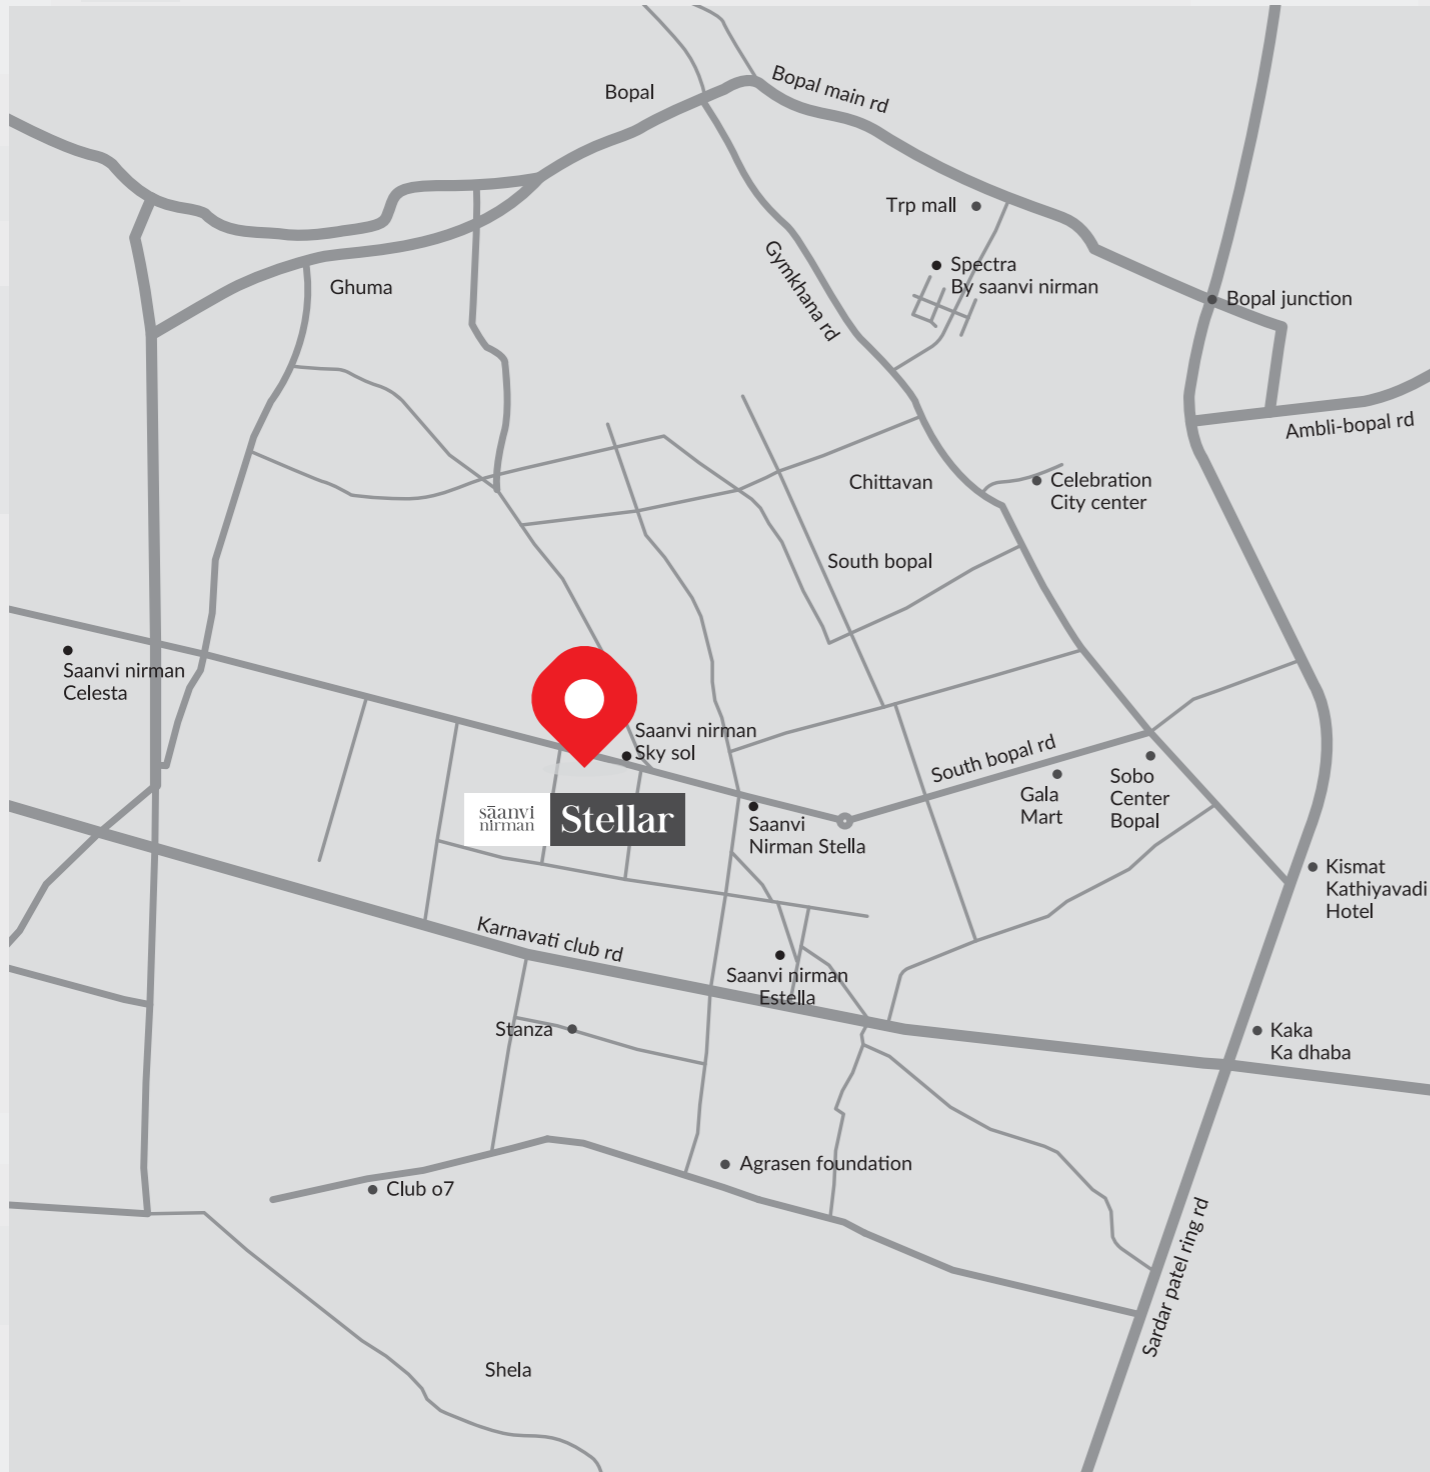 Bopal
Bopal main rd
Trp mall
Gymkhana rd
Spectra
By saanvi nirman
Ghuma
Bopal junction
Ambli-bopal rd
Chittavan
Celebration
City center
South bopal
Saanvi nirman
Celesta
Saanvi nirman
Sky sol
South bopal rd
Gala
Mart
Sobo
Center
Bopal
sāanvi
nirman
Stellar
Saanvi
Nirman Stella
Kismat
Kathiyavadi
Hotel
Karnavati club rd
Saanvi nirman
Estella
Stanza
Kaka
Ka dhaba
Agrasen foundation
Club o7
Sardar patel ring rd
Shela